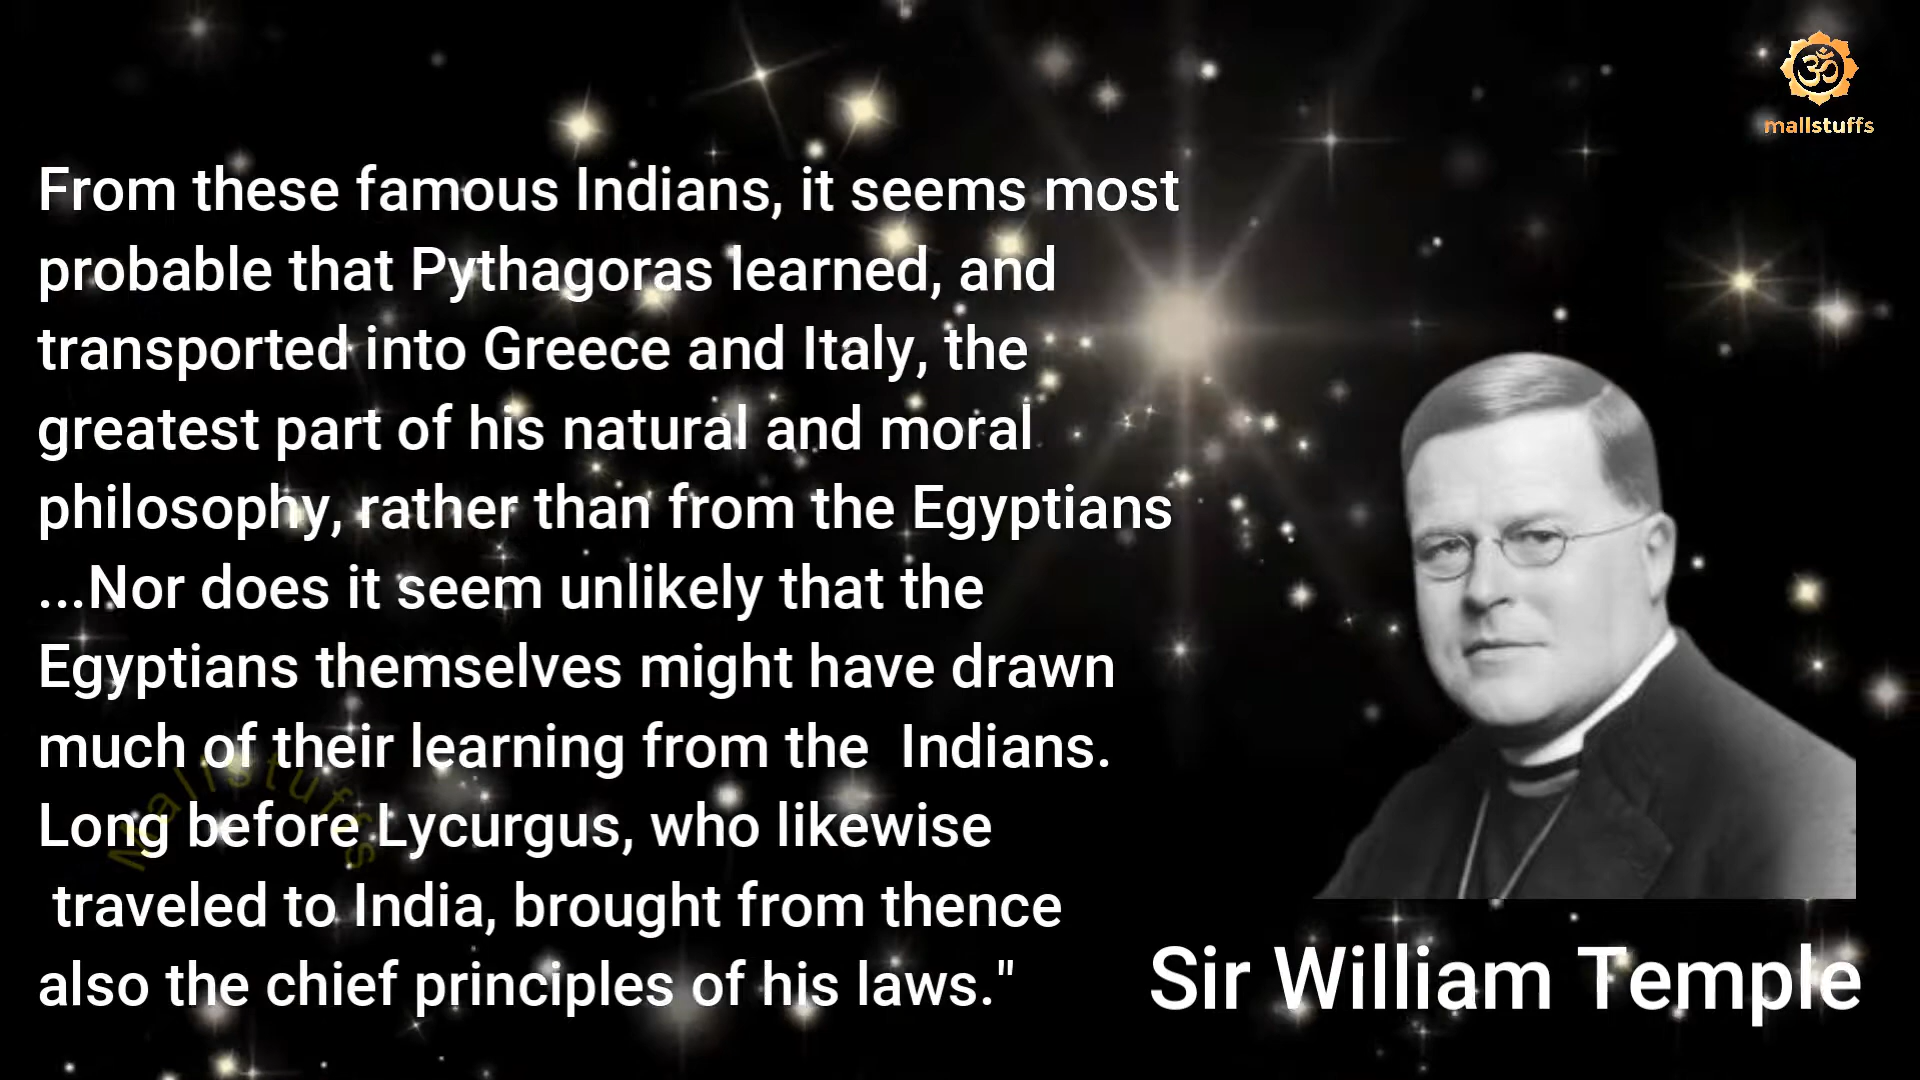 ॐ
mallstuffs
From these famous Indians, it seems most
probable that Pythagoras learned, and
transported into Greece and Italy, the
greatest part of his natural and moral
philosophy, rather than from the Egyptians
...Nor does it seem unlikely that the
Egyptians themselves might have drawn
much of their learning from the  Indians.
Long before Lycurgus, who likewise
traveled to India, brought from thence
also the chief principles of his laws."
Mallstuffs
Sir William Temple